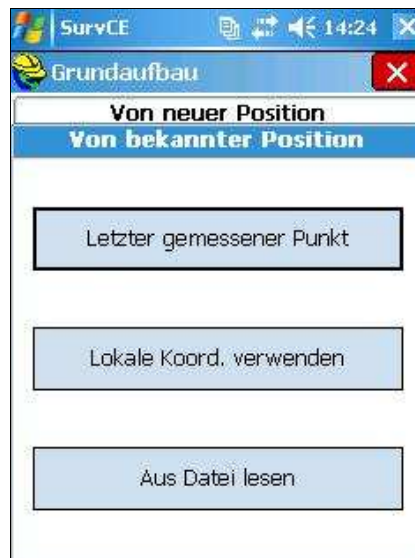 SurvCE 14:24
Grundaufbau
Von neuer Position
Von bekannter Position
Letzter gemessener Punkt
Lokale Koord. verwenden
Aus Datei lesen